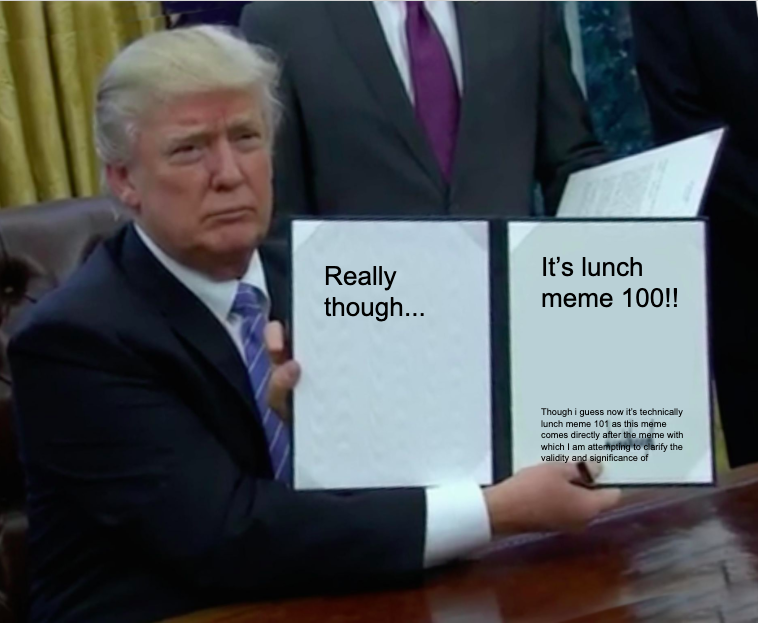 Really
though...
It's lunch
meme 100!!
Though i guess now it's technically
lunch meme 101 as this meme
comes directly after the meme with
which I am attempting to clarify the
validity and significance of